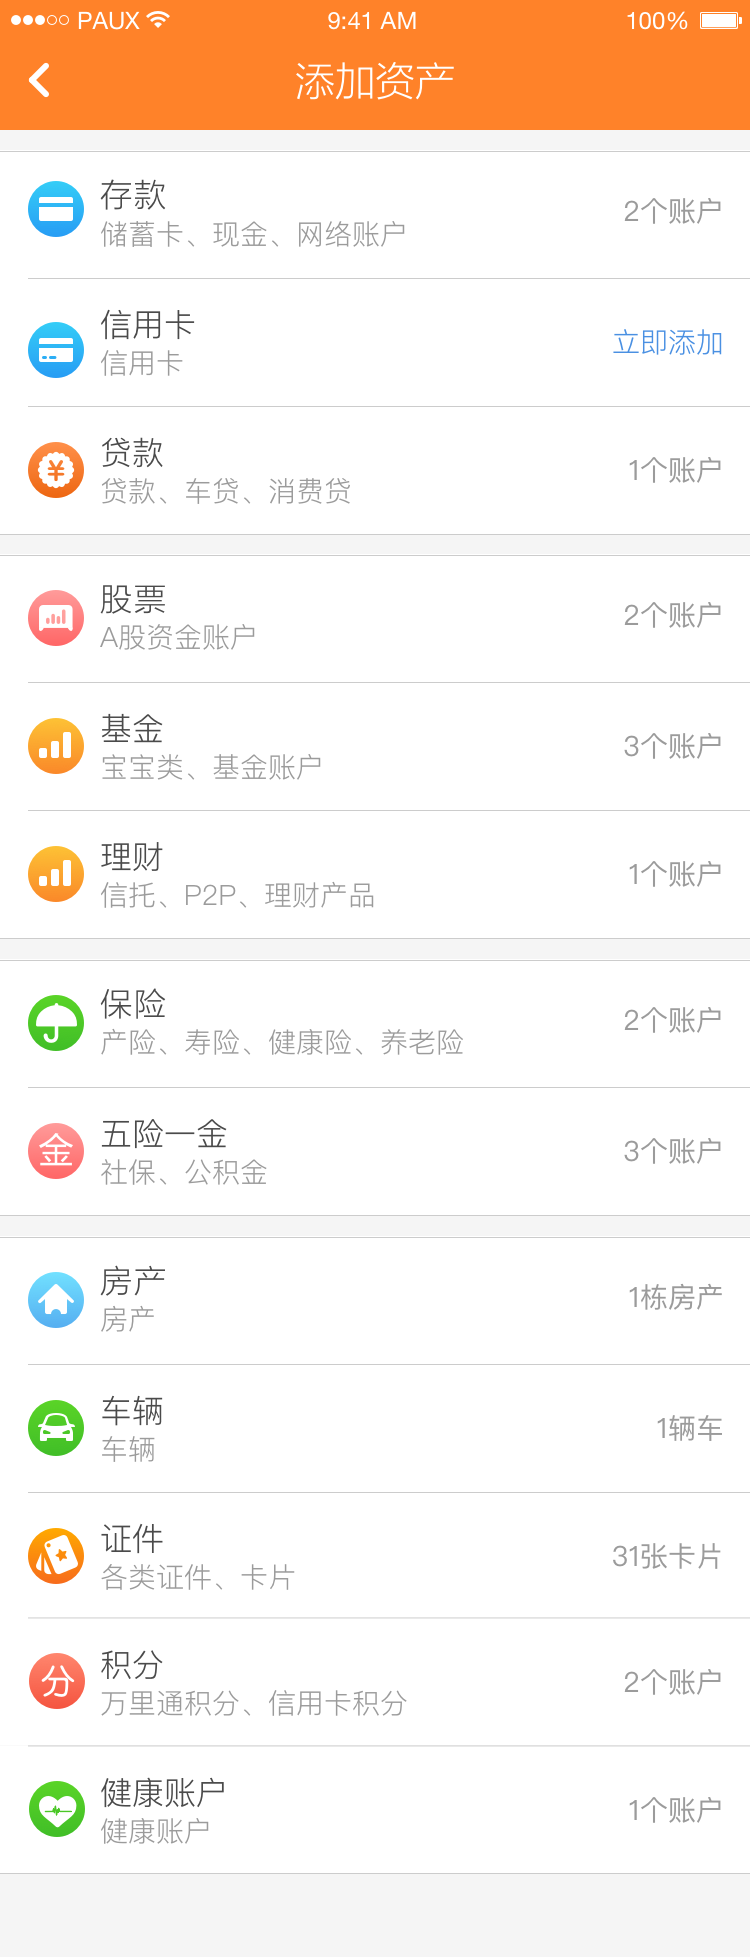 PAUX 9:41 AM 100%
添加资产
存款
储蓄卡、现金、网络账户
2个账户
信用卡
信用卡
立即添加
贷款
贷款、车贷、消费贷
1个账户
股票
A股资金账户
2个账户
基金
宝宝类、基金账户
3个账户
理财
信托、P2P、理财产品
1个账户
保险
产险、寿险、健康险、养老险
2个账户
金
五险一金
社保、公积金
3个账户
房产
房产
1栋房产
车辆
车辆
1辆车
证件
各类证件、卡片
31张卡片
分
积分
万里通积分、信用卡积分
2个账户
健康账户
健康账户
1个账户